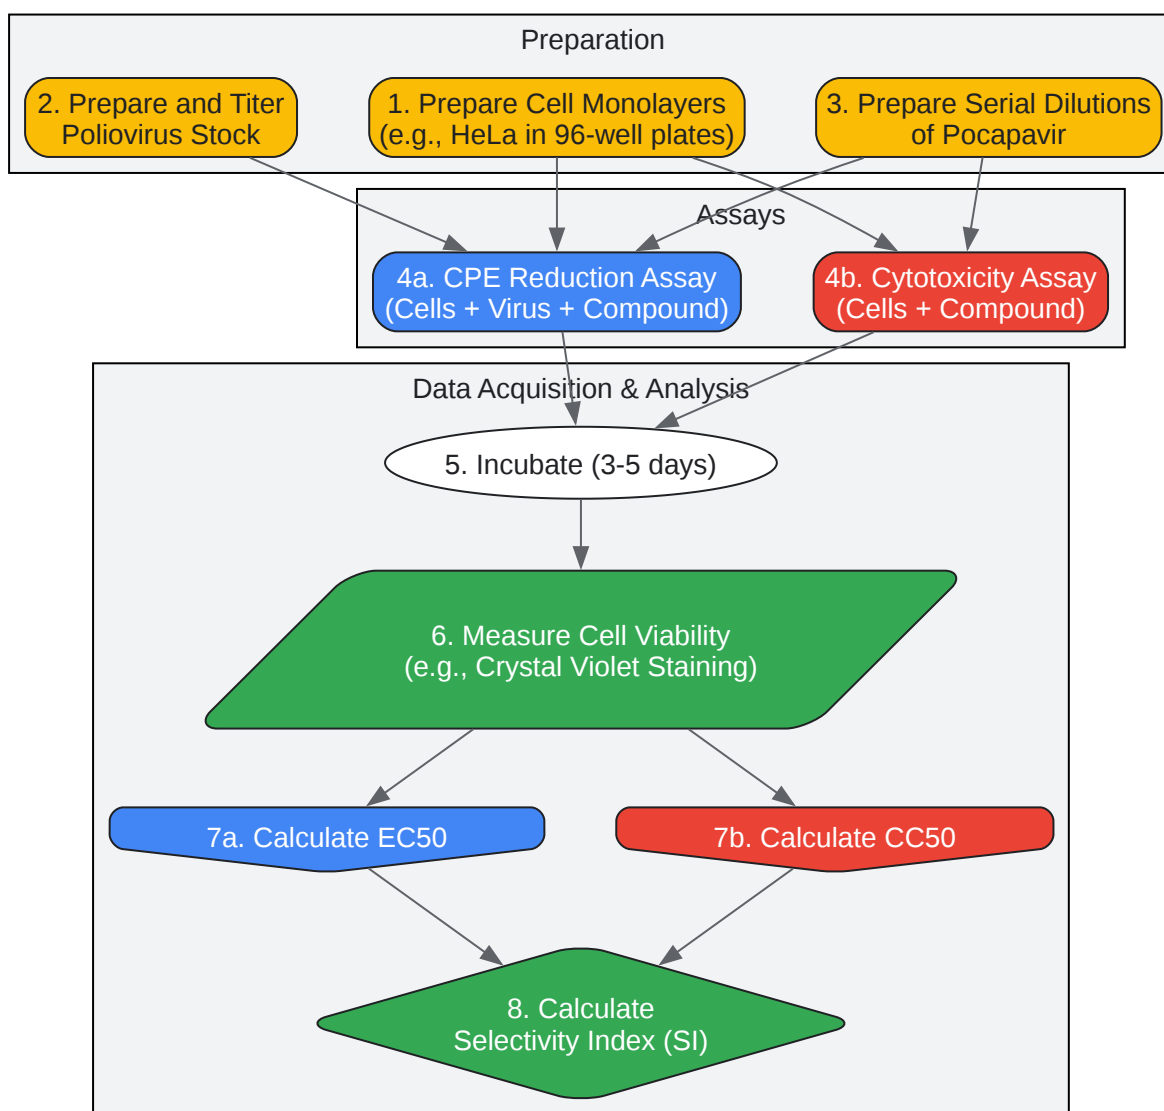 Preparation
2. Prepare and Titer
Poliovirus Stock
1. Prepare Cell Monolayers
(e.g., HeLa in 96-well plates)
3. Prepare Serial Dilutions
of Pocapavir
Assays
4a. CPE Reduction Assay
(Cells + Virus + Compound)
4b. Cytotoxicity Assay
(Cells + Compound)
Data Acquisition & Analysis
5. Incubate (3-5 days)
6. Measure Cell Viability
(e.g., Crystal Violet Staining)
7a. Calculate EC50
7b. Calculate CC50
8. Calculate
Selectivity Index (SI)